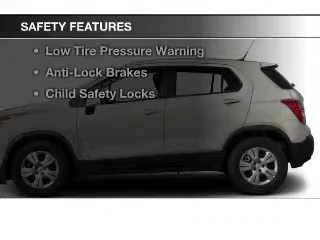 SAFETY FEATURES
• Low Tire Pressure Warning
• Anti-Lock Brakes
• Child Safety Locks